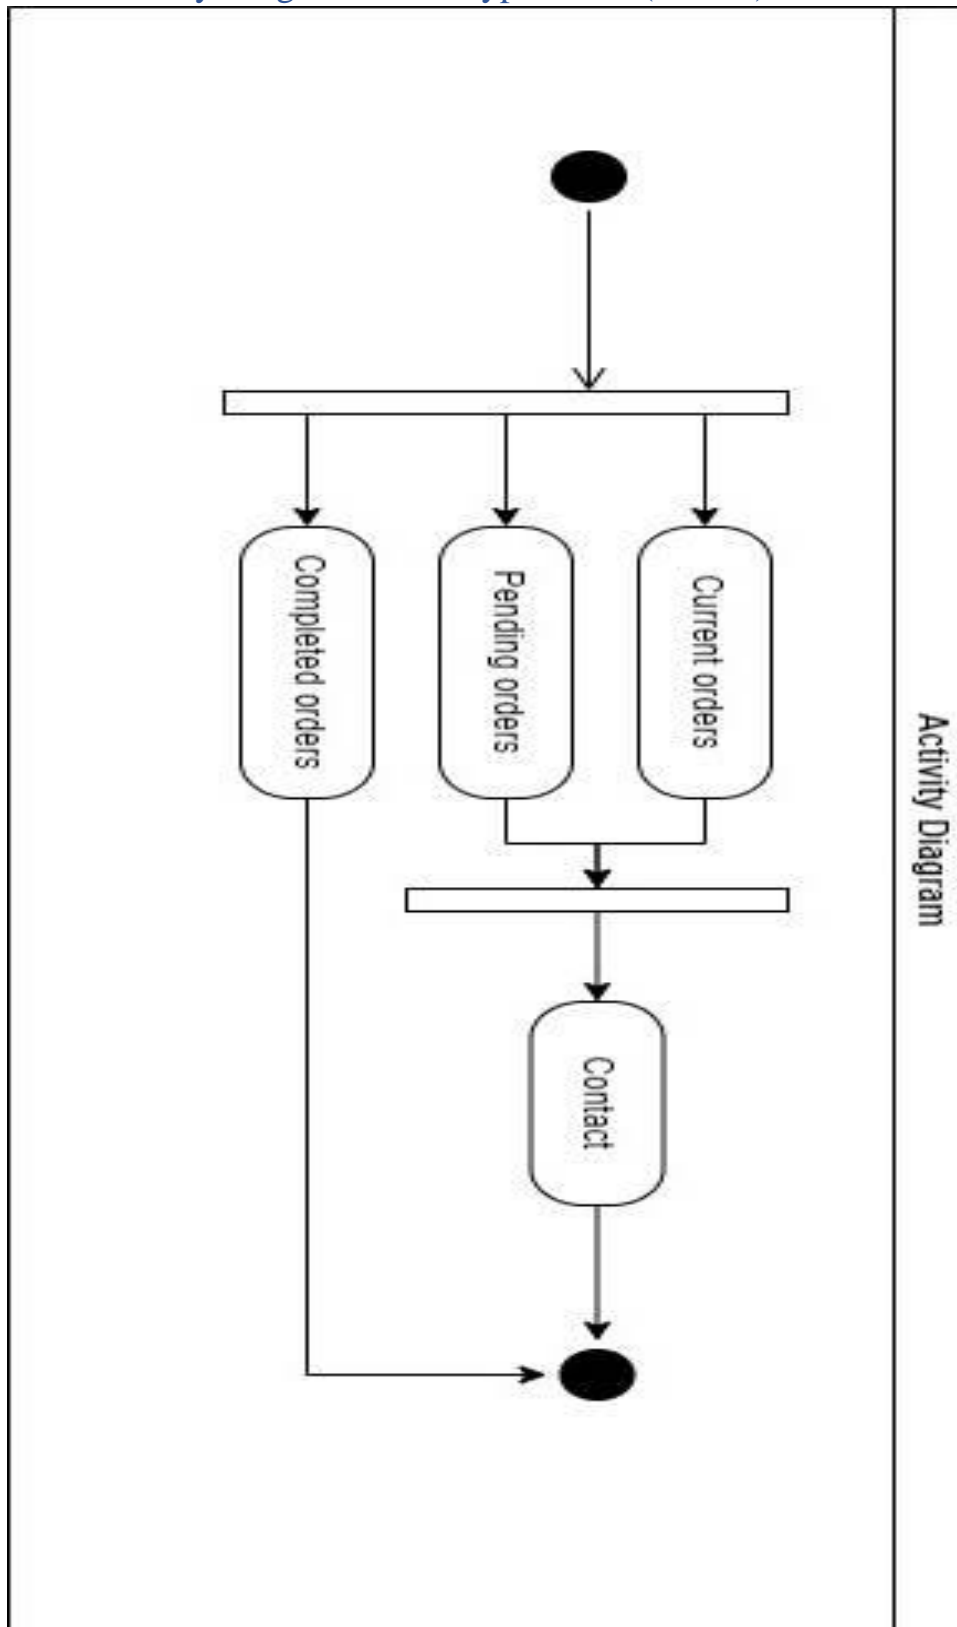 Activity Diagram
Current orders
Pending orders
Completed orders
Contact